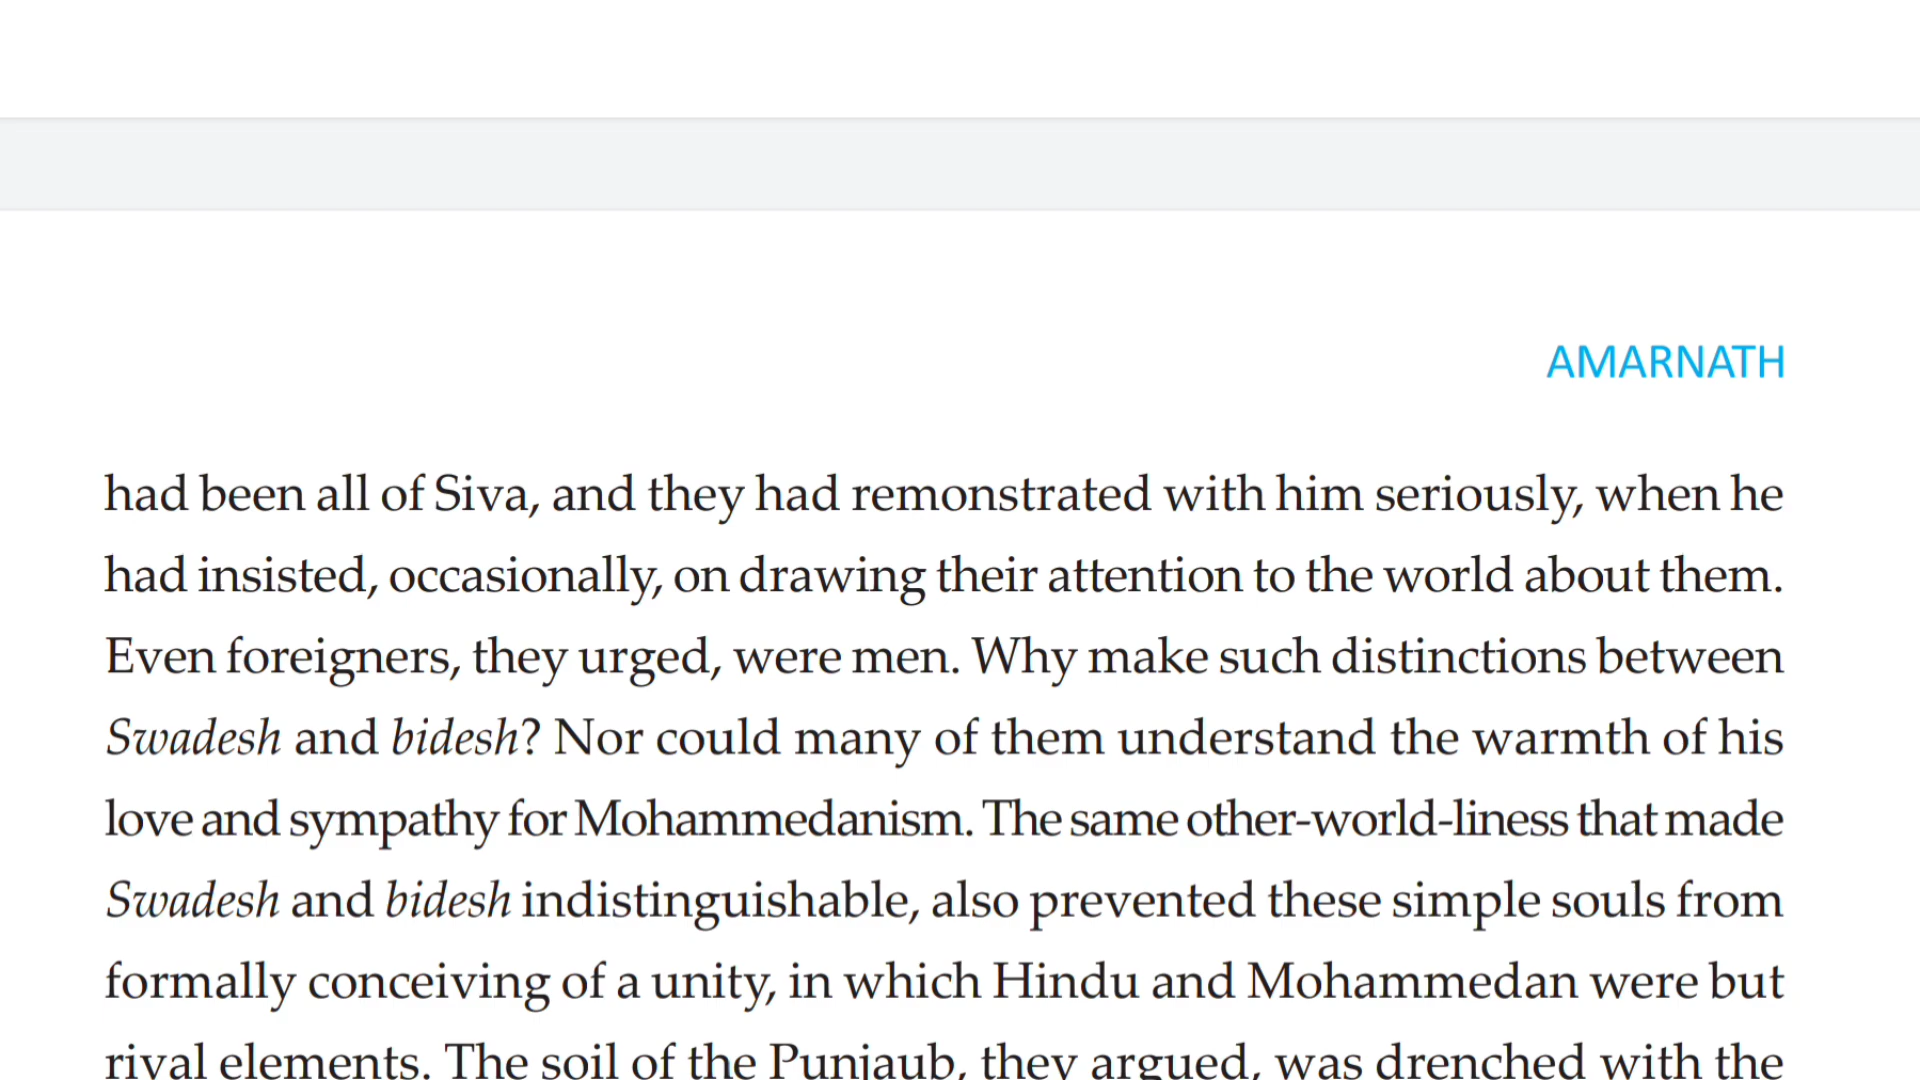 AMARNATH
had been all of Siva, and they had remonstrated with him seriously, when he
had insisted, occasionally, on drawing their attention to the world about them.
Even foreigners, they urged, were men. Why make such distinctions between
Swadesh and bidesh? Nor could many of them understand the warmth of his
love and sympathy for Mohammedanism. The same other-world-liness that made
Swadesh and bidesh indistinguishable, also prevented these simple souls from
formally conceiving of a unity, in which Hindu and Mohammedan were but
rival elements. The soil of the Punjaub, they argued, was drenched with the